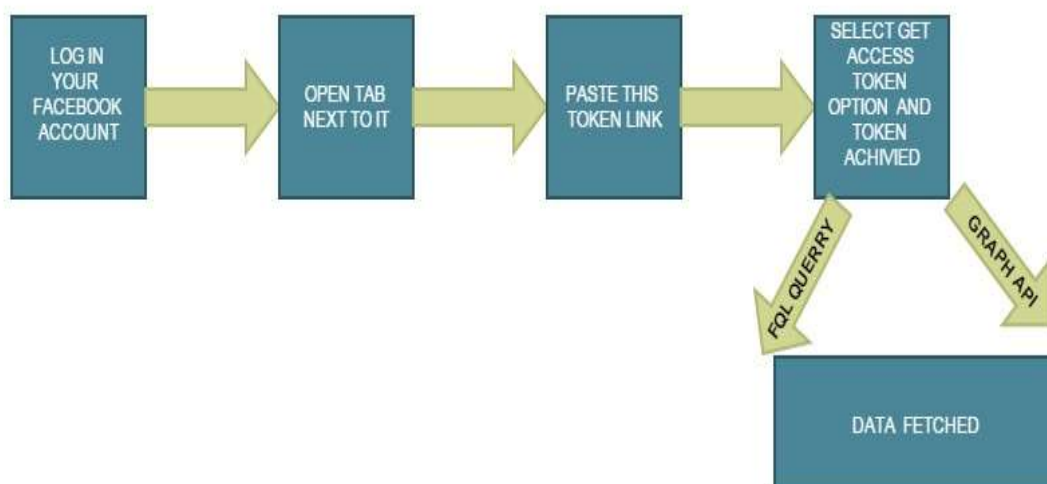 LOG IN
YOUR
FACEBOOK
ACCOUNT
OPEN TAB
NEXT TO IT
PASTE THIS
TOKEN LINK
SELECT GET
ACCESS
TOKEN
OPTION AND
TOKEN
ACHIVIED
FQL QUERRY
GRAPH API
DATA FETCHED